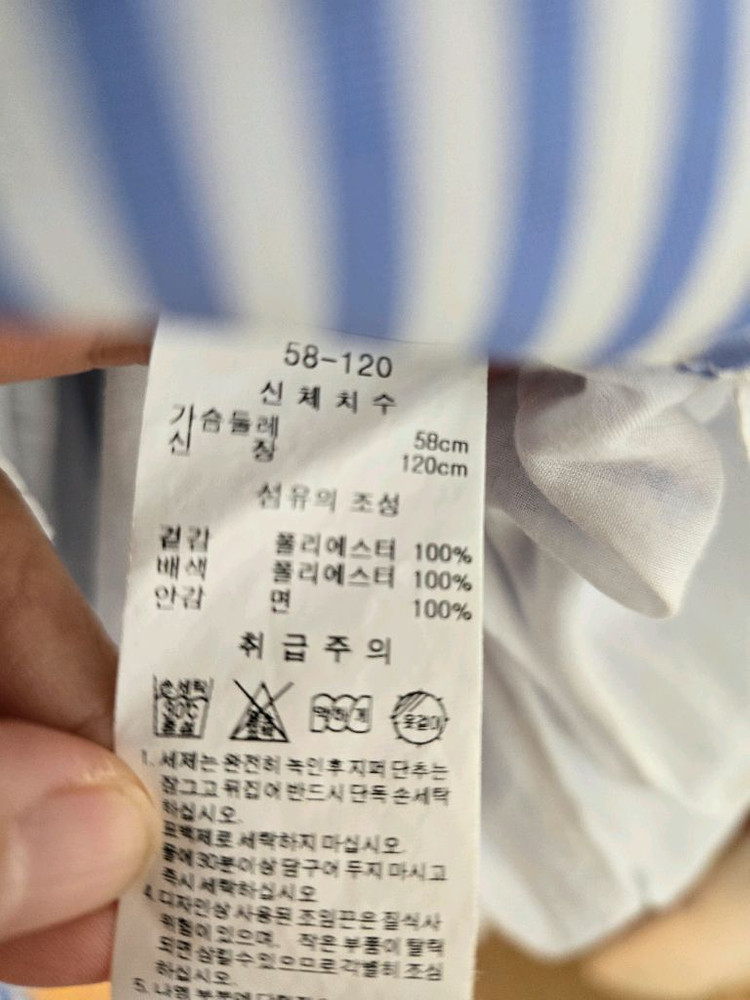 58-120
신 체 치 수
가슴둘레 58cm
신 장 120cm
섬유의 조성
겉감 폴리에스터 100%
배색 폴리에스터 100%
안감 면 100%
취 급 주 의
손세탁 약하게 옷걸이
30℃
중성
1. 세제는 완전히 녹인후 지퍼 단추는
잠그고 뒤집어 반드시 단독 손세탁
하십시오.
표백제로 세탁하지 마십시오.
물에 30분이상 담구어 두지 마시고
즉시 세탁하십시오
4. 디자인상 사용된 조임끈은 질식사
위험이 있으며, 작은 부품이 탈락
되면 삼킬수 있으므로 각별히 조심
하십시오.
5.